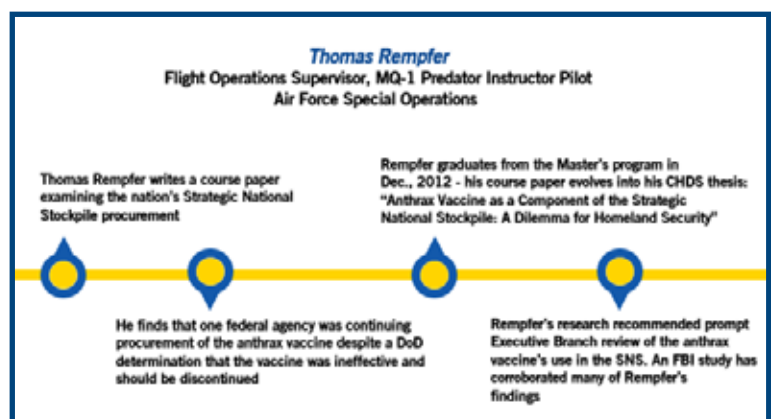 Thomas Rempfer
Flight Operations Supervisor, MQ-1 Predator Instructor Pilot
Air Force Special Operations
Thomas Rempfer writes a course paper
examining the nation's Strategic National
Stockpile procurement
He finds that one federal agency was continuing
procurement of the anthrax vaccine despite a DoD
determination that the vaccine was ineffective and
should be discontinued
Rempfer graduates from the Master's program in
Dec., 2012 - his course paper evolves into his CHDS thesis:
"Anthrax Vaccine as a Component of the Strategic
National Stockpile: A Dilemma for Homeland Security"
Rempfer's research recommended prompt
Executive Branch review of the anthrax
vaccine's use in the SNS. An FBI study has
corroborated many of Rempfer's
findings